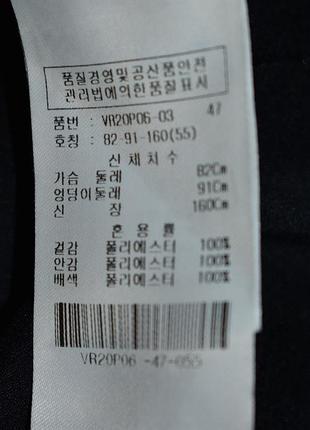 품질경영및공산품안전
관리법에의한품질표시
품번 : VR20P06-03 47
호칭 : 82-91-160(55)
신체치수
가슴 둘레 82Cm
엉덩이둘레 91Cm
신 장 160Cm
혼용률
겉감 폴리에스터 100%
안감 폴리에스터 100%
배색 폴리에스터 100%
VR20P06 -47-055